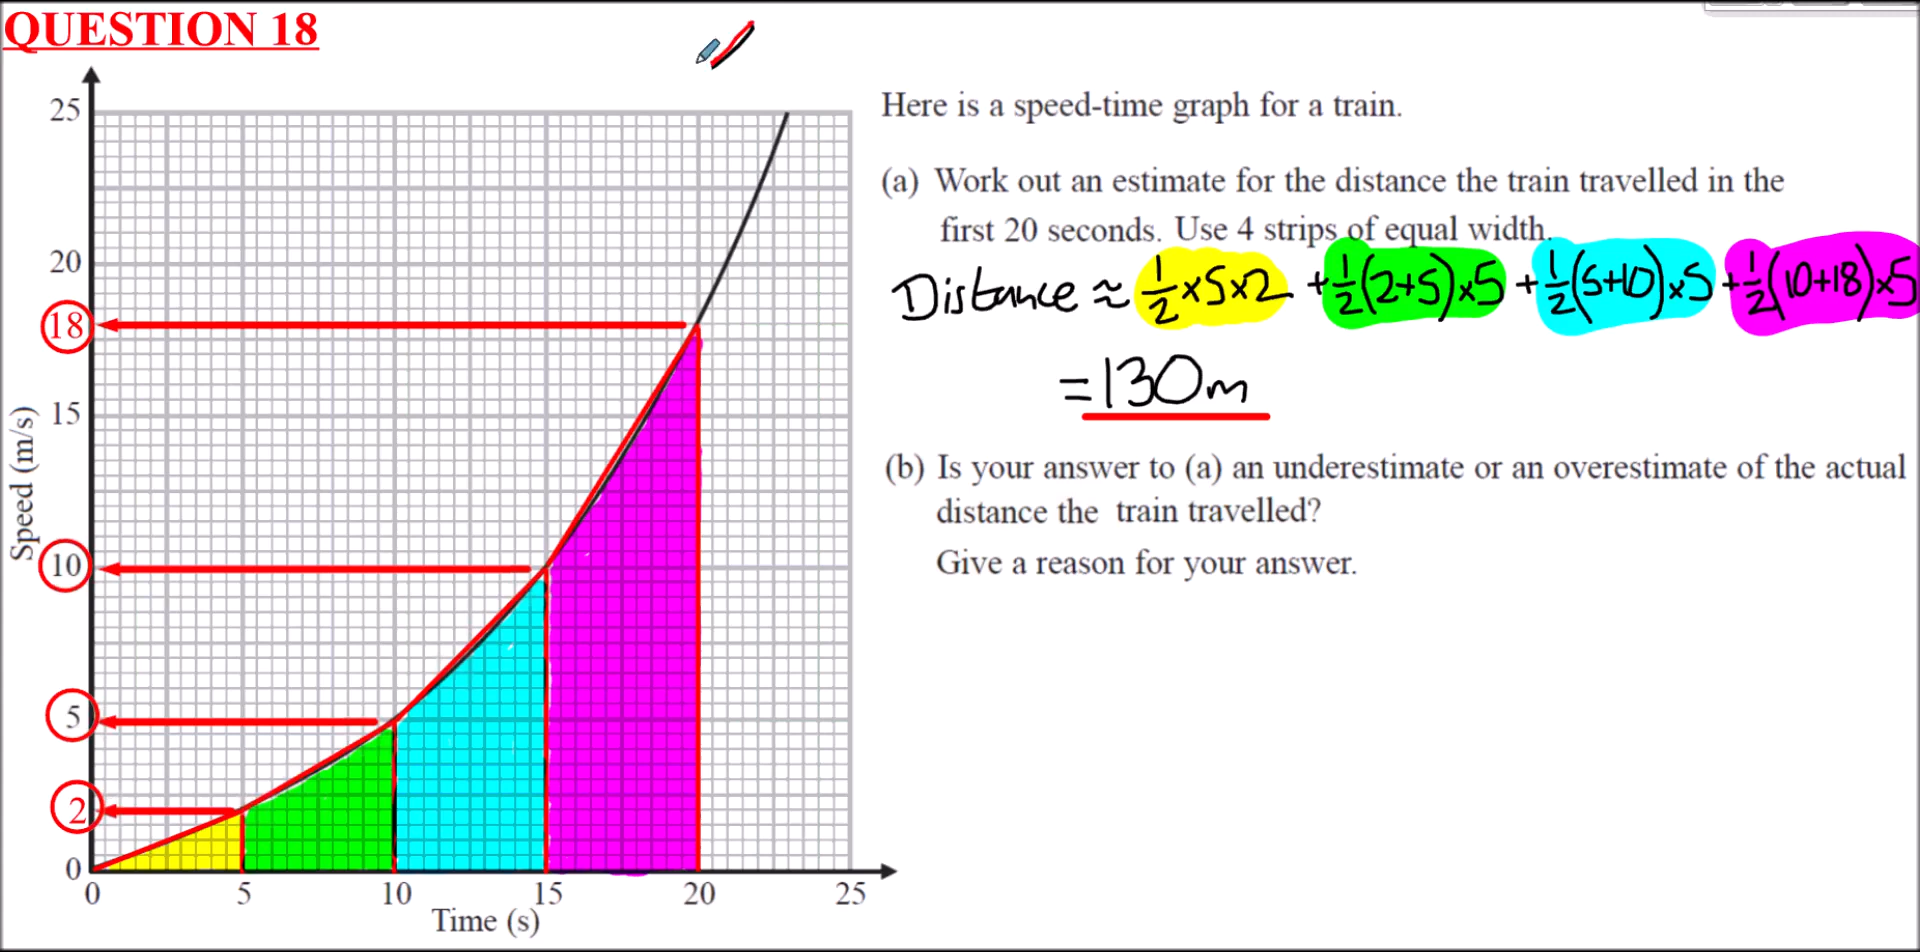 QUESTION 18
25
20
18
15
10
5
2
0
0 5 10 15 20 25
Speed (m/s)
Time (s)
Here is a speed-time graph for a train.
(a) Work out an estimate for the distance the train travelled in the
first 20 seconds. Use 4 strips of equal width.
Distance ≈ 1/2×5×2 + 1/2(2+5)×5 + 1/2(5+10)×5 + 1/2(10+18)×5
=130m
(b) Is your answer to (a) an underestimate or an overestimate of the actual
distance the train travelled?
Give a reason for your answer.